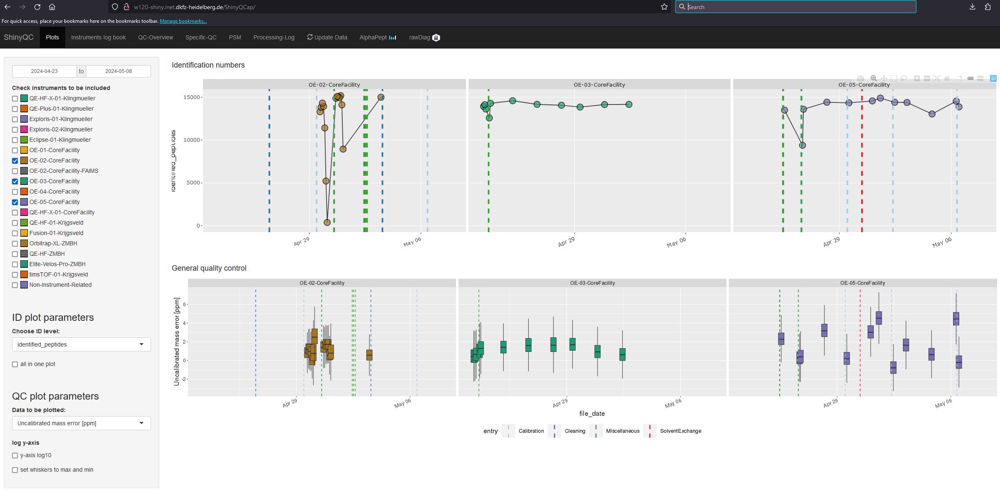 w120-shiny.inet.dkfz-heidelberg.de/ShinyQCap/
Search
For quick access, place your bookmarks here on the bookmarks toolbar. Manage bookmarks...
ShinyQC Plots Instruments log book QC-Overview Specific-QC PSM Processing-Log Update Data AlphaPept rawDiag
2024-04-23 to 2024-05-08
Check instruments to be included
QE-HF-X-01-Klingmueller
QE-Plus-01-Klingmueller
Exploris-01-Klingmueller
Exploris-02-Klingmueller
Eclipse-01-Klingmueller
OE-01-CoreFacility
OE-02-CoreFacility
OE-02-CoreFacility-FAIMS
OE-03-CoreFacility
OE-04-CoreFacility
OE-05-CoreFacility
QE-HF-X-01-CoreFacility
QE-HF-01-Krijgsveld
Fusion-01-Krijgsveld
Orbitrap-XL-ZMBH
QE-HF-ZMBH
Elite-Velos-Pro-ZMBH
timsTOF-01-Krijgsveld
Non-Instrument-Related
ID plot parameters
Choose ID level:
identified_peptides
all in one plot
QC plot parameters
Data to be plotted:
Uncalibrated mass error [ppm]
log y-axis
y-axis log10
set whiskers to max and min
Identification numbers
OE-02-CoreFacility OE-03-CoreFacility OE-05-CoreFacility
identified_peptides
15000
10000
5000
0
Apr 29 May 06 Apr 29 May 06 Apr 29 May 06
General quality control
OE-02-CoreFacility OE-03-CoreFacility OE-05-CoreFacility
Uncalibrated mass error [ppm]
6
4
2
0
-2
Apr 29 May 06 Apr 29 May 06 Apr 29 May 06
file_date
entry Calibration Cleaning Miscellaneous SolventExchange